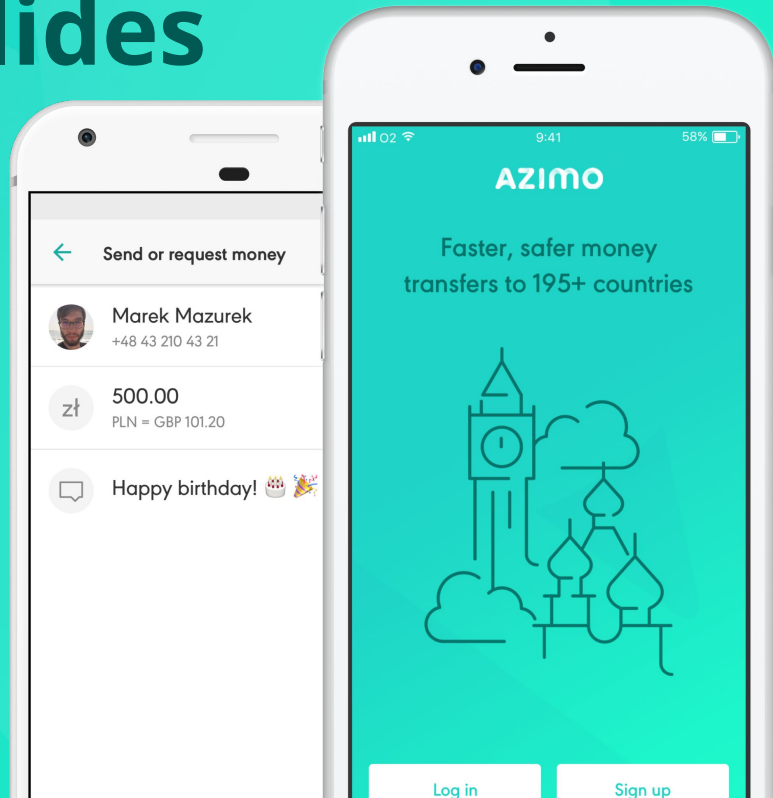 lides
Send or request money
Marek Mazurek
+48 43 210 43 21
zł
500.00
PLN = GBP 101.20
Happy birthday! 🎂 🎉
02
9:41
58%
AZIMO
Faster, safer money
transfers to 195+ countries
Log in
Sign up